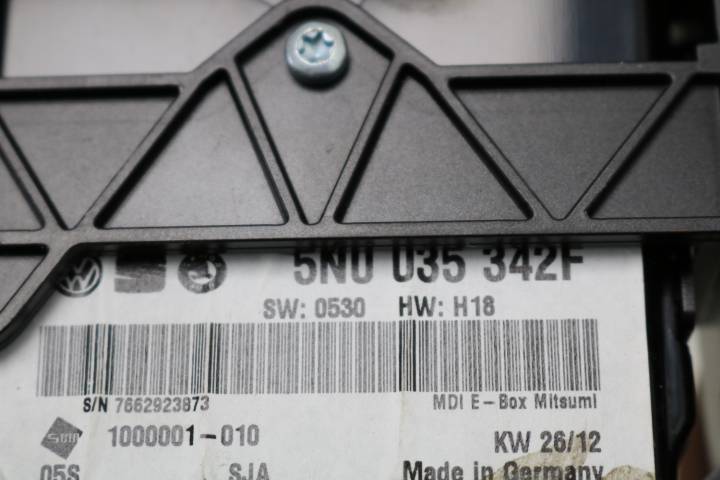 5N0 035 342F
SW: 0530 HW: H18
S/N 7662923873 MDI E-Box Mitsumi
1000001-010 KW 26/12
05S SJA Made in Germany